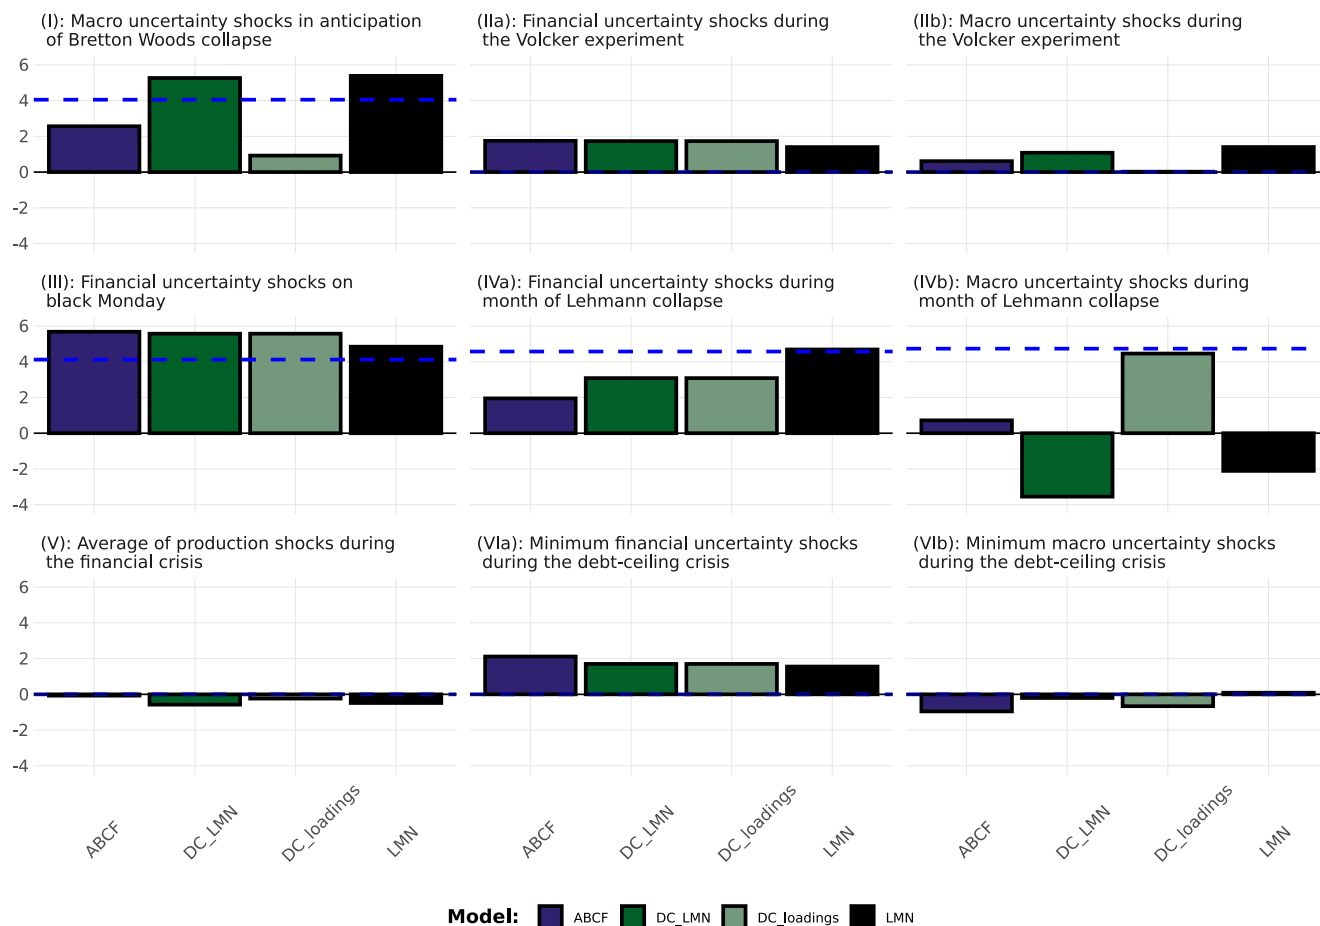 (I): Macro uncertainty shocks in anticipation
of Bretton Woods collapse
(IIa): Financial uncertainty shocks during
the Volcker experiment
(IIb): Macro uncertainty shocks during
the Volcker experiment
6
4
2
0
-2
-4
(III): Financial uncertainty shocks on
black Monday
(IVa): Financial uncertainty shocks during
month of Lehmann collapse
(IVb): Macro uncertainty shocks during
month of Lehmann collapse
6
4
2
0
-2
-4
(V): Average of production shocks during
the financial crisis
(VIa): Minimum financial uncertainty shocks
during the debt-ceiling crisis
(VIb): Minimum macro uncertainty shocks
during the debt-ceiling crisis
6
4
2
0
-2
-4
ABCF
DC_LMN
DC_loadings
LMN
ABCF
DC_LMN
DC_loadings
LMN
ABCF
DC_LMN
DC_loadings
LMN
Model: ABCF DC_LMN DC_loadings LMN